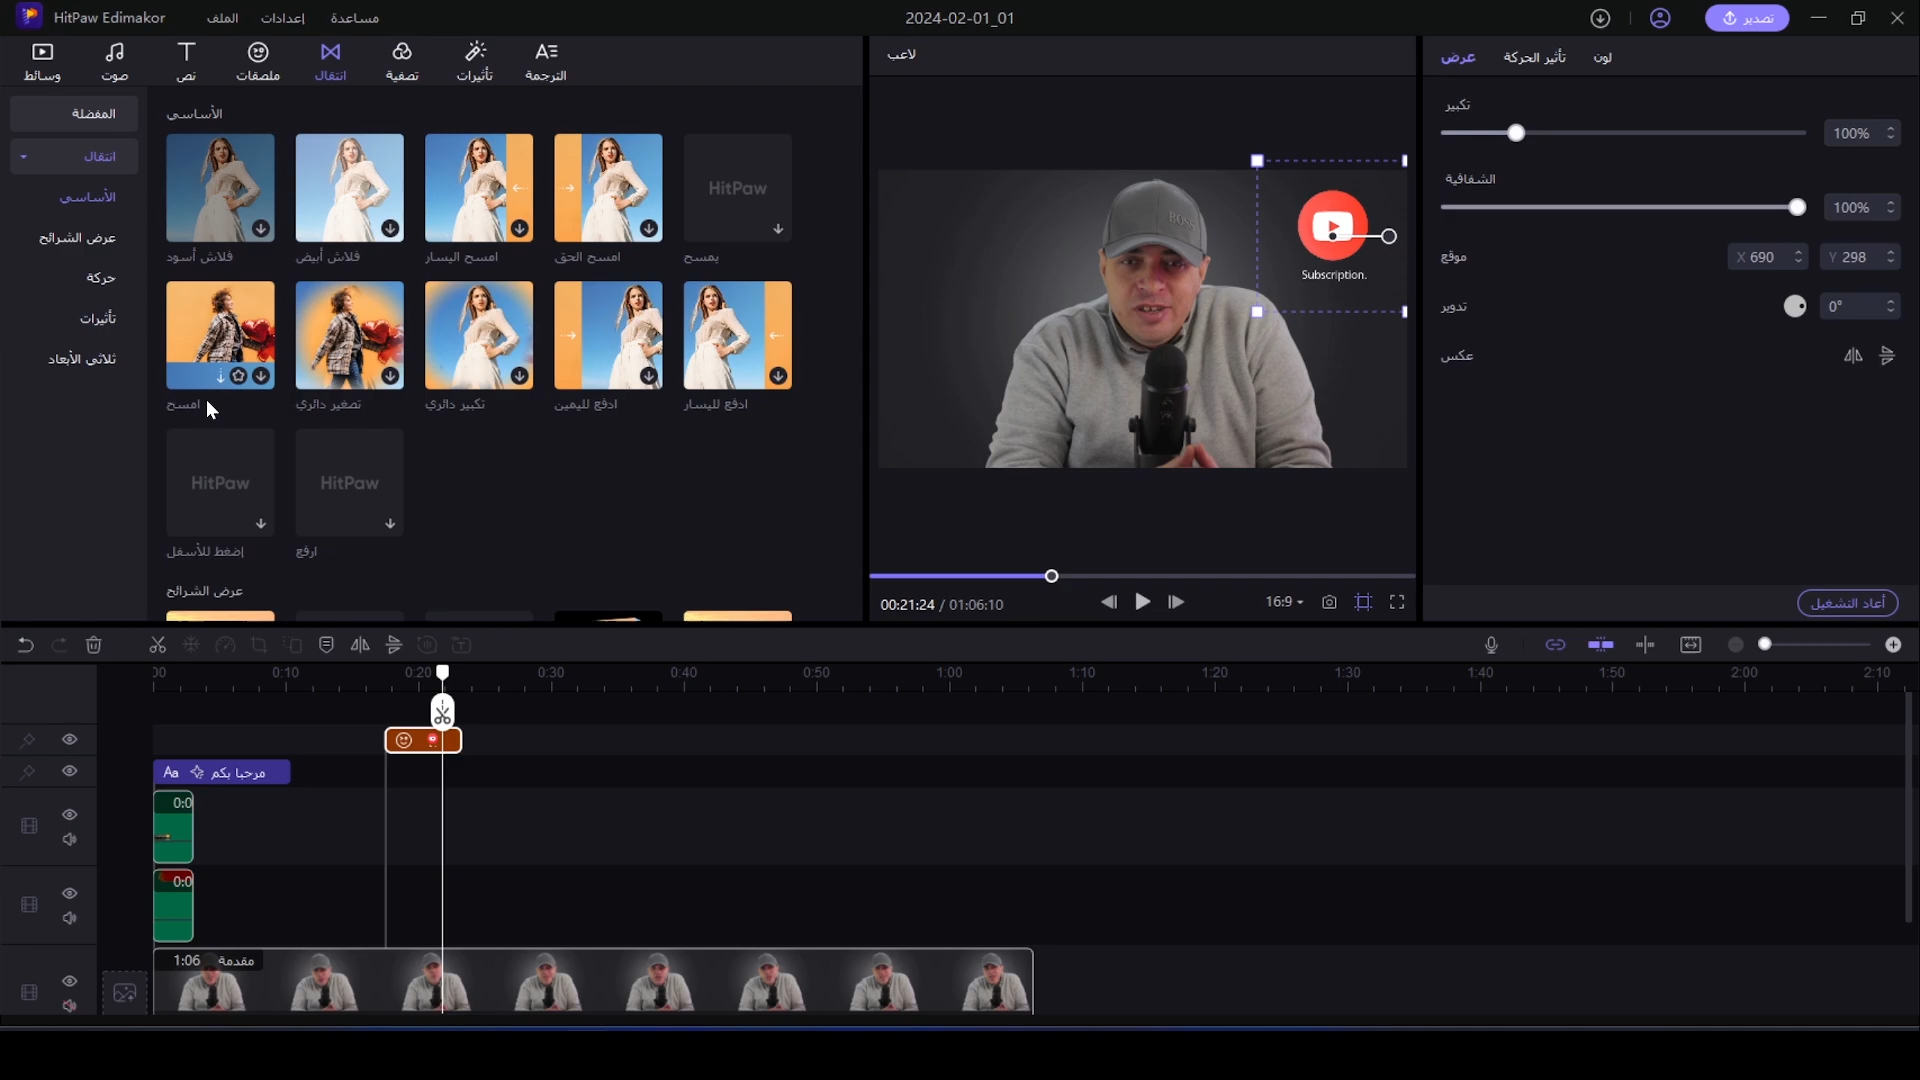 HitPaw Edimakor
الملف
إعدادات
مساعدة
2024-02-01_01
تصدير
وسائط
صوت
نص
ملصقات
انتقال
تصفية
تأثيرات
الترجمة
لاعب
عرض
تأثير الحركة
لون
المفضلة
انتقال
الأساسي
عرض الشرائح
حركة
تأثيرات
ثلاثي الأبعاد
الأساسي
HitPaw
فلاش أسود
فلاش أبيض
امسح اليسار
امسح الحق
يمسح
امسح
تصغير دائري
تكبير دائري
ادفع لليمين
ادفع لليسار
HitPaw
HitPaw
إضغط للأسفل
ارفع
عرض الشرائح
BOSS
Subscription.
00:21:24 / 01:06:10
16:9
تكبير
100%
الشفافية
100%
موقع
X 690
Y 298
تدوير
0°
عكس
أعاد التشغيل
00
0:10
0:20
0:30
0:40
0:50
1:00
1:10
1:20
1:30
1:40
1:50
2:00
2:10
Aa
مرحبا بكم
0:0
0:0
1:06
مقدمة